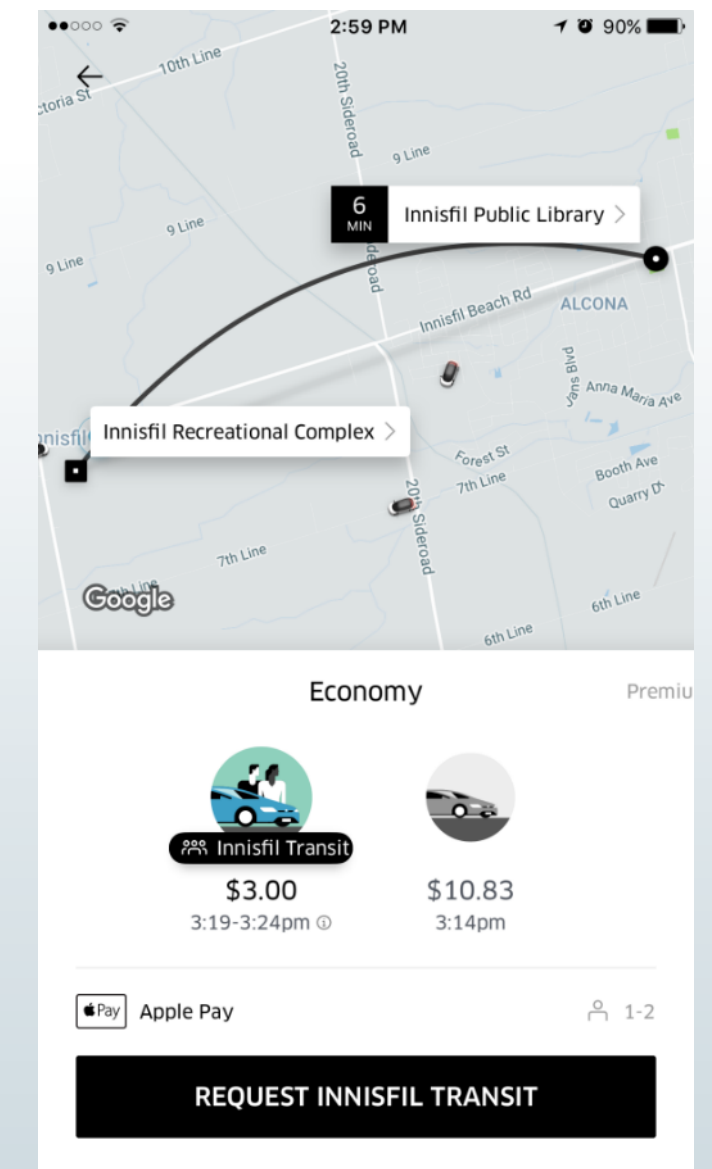 2:59 PM
90%
10th Line
ctoria St
20th Sideroad
9 Line
6
MIN
Innisfil Public Library
9 Line
9 Line
Innisfil Beach Rd
ALCONA
Jans Blvd
Anna Maria Ave
Innisfil Recreational Complex
nnisfil
Forest St
7th Line
Booth Ave
Quarry Dr
20th Sideroad
7th Line
Google
6th Line
6th Line
Economy
Premiu
Innisfil Transit
$3.00
$10.83
3:19-3:24pm
3:14pm
Pay
Apple Pay
1-2
REQUEST INNISFIL TRANSIT